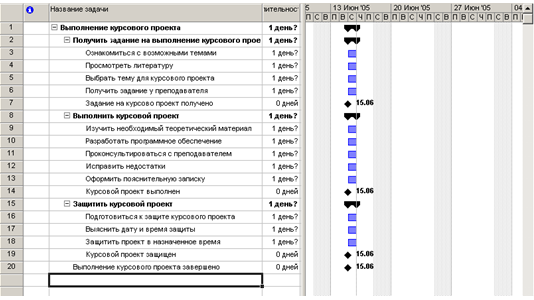 Название задачи	ительнос	5	13 Июн '05	20 Июн '05	27 Июн '05	04
П С В П В С Ч П С В П В С Ч П С В П В С Ч П С В П
1	Выполнение курсового проекта	1 день?
2	Получить задание на выполнение курсового прое	1 день?
3	Ознакомиться с возможными темами	1 день?
4	Просмотреть литературу	1 день?
5	Выбрать тему для курсового проекта	1 день?
6	Получить задание у преподавателя	1 день?
7	Задание на курсово проект получено	0 дней	15.06
8	Выполнить курсовой проект	1 день?
9	Изучить необходимый теоретический материал	1 день?
10	Разработать программное обеспечение	1 день?
11	Проконсультироваться с преподавателем	1 день?
12	Исправить недостатки	1 день?
13	Оформить пояснительную записку	1 день?
14	Курсовой проект выполнен	0 дней	15.06
15	Защитить курсовой проект	1 день?
16	Подготовиться к защите курсового проекта	1 день?
17	Выяснить дату и время защиты	1 день?
18	Защитить проект в назначенное время	1 день?
19	Курсовой проект защищен	0 дней	15.06
20	Выполнение курсового проекта завершено	0 дней	15.06